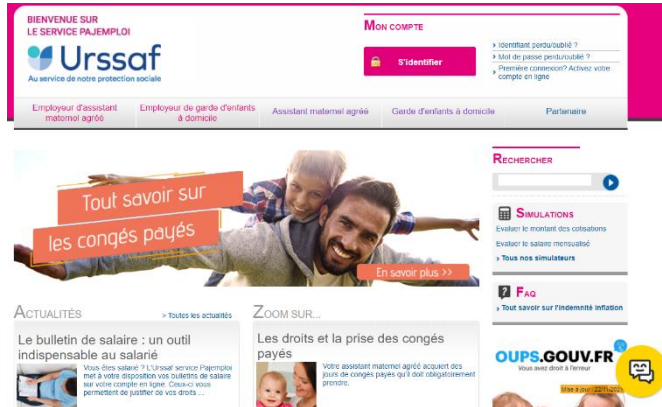 BIENVENUE SUR
LE SERVICE PAJEMPLOI
Urssaf
Au service de notre protection sociale
MON COMPTE
S'identifier
› Identifiant perdu/oublié ?
› Mot de passe perdu/oublié ?
› Première connexion? Activez votre
compte en ligne
Employeur d'assistant
maternel agréé
Employeur de garde d'enfants
à domicile
Assistant maternel agréé
Garde d'enfants à domicile
Partenaire
Tout savoir sur
les congés payés
En savoir plus >>
RECHERCHER
SIMULATIONS
Evaluer le montant des cotisations
Evaluer le salaire mensualisé
› Tous nos simulateurs
FAQ
› Tout savoir sur l'indemnité inflation
ACTUALITÉS
› Toutes les actualités
Le bulletin de salaire : un outil
indispensable au salarié
Vous êtes salarié ? L'Urssaf service Pajemploi
met à votre disposition vos bulletins de salaire
sur votre compte en ligne. Ceux-ci vous
permettent de justifier de vos droits ...
ZOOM SUR...
Les droits et la prise des congés
payés
Votre assistant maternel agréé acquiert des
jours de congés payés qu'il doit obligatoirement
prendre.
OUPS.GOUV.FR
Vous avez droit à l'erreur
Mise à jour : 22/11/2021